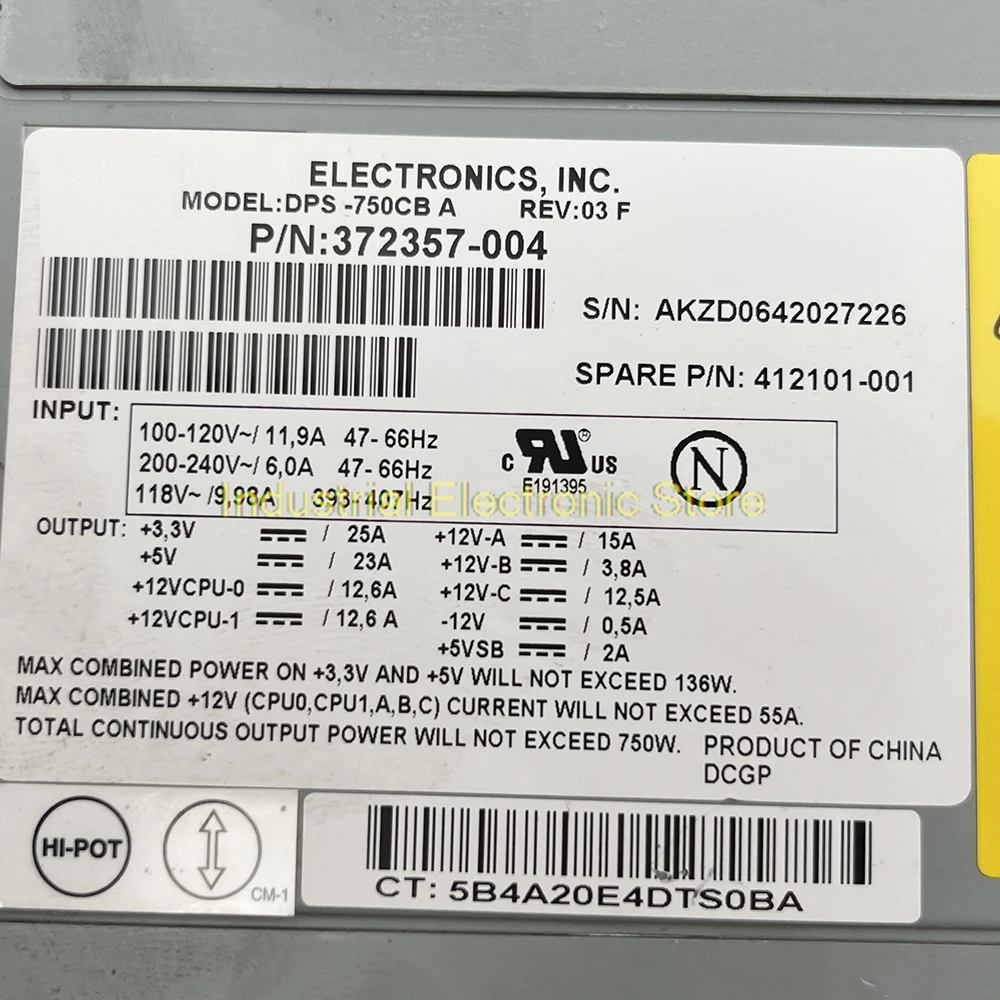 ELECTRONICS, INC.
MODEL:DPS -750CB A REV:03 F
P/N:372357-004
S/N: AKZD0642027226
SPARE P/N: 412101-001
INPUT:
100-120V~/ 11,9A 47- 66Hz
200-240V~/ 6,0A 47- 66Hz
118V~ /9,98A 393-407Hz
C RU ® US
E191395
N
Industrial Electronic Store
OUTPUT: +3,3V / 25A +12V-A / 15A
+5V / 23A +12V-B / 3,8A
+12VCPU-0 / 12,6A +12V-C / 12,5A
+12VCPU-1 / 12,6 A -12V / 0,5A
+5VSB / 2A
MAX COMBINED POWER ON +3,3V AND +5V WILL NOT EXCEED 136W.
MAX COMBINED +12V (CPU0,CPU1,A,B,C) CURRENT WILL NOT EXCEED 55A.
TOTAL CONTINUOUS OUTPUT POWER WILL NOT EXCEED 750W.
PRODUCT OF CHINA
DCGP
HI-POT
CM-1
CT: 5B4A20E4DTS0BA